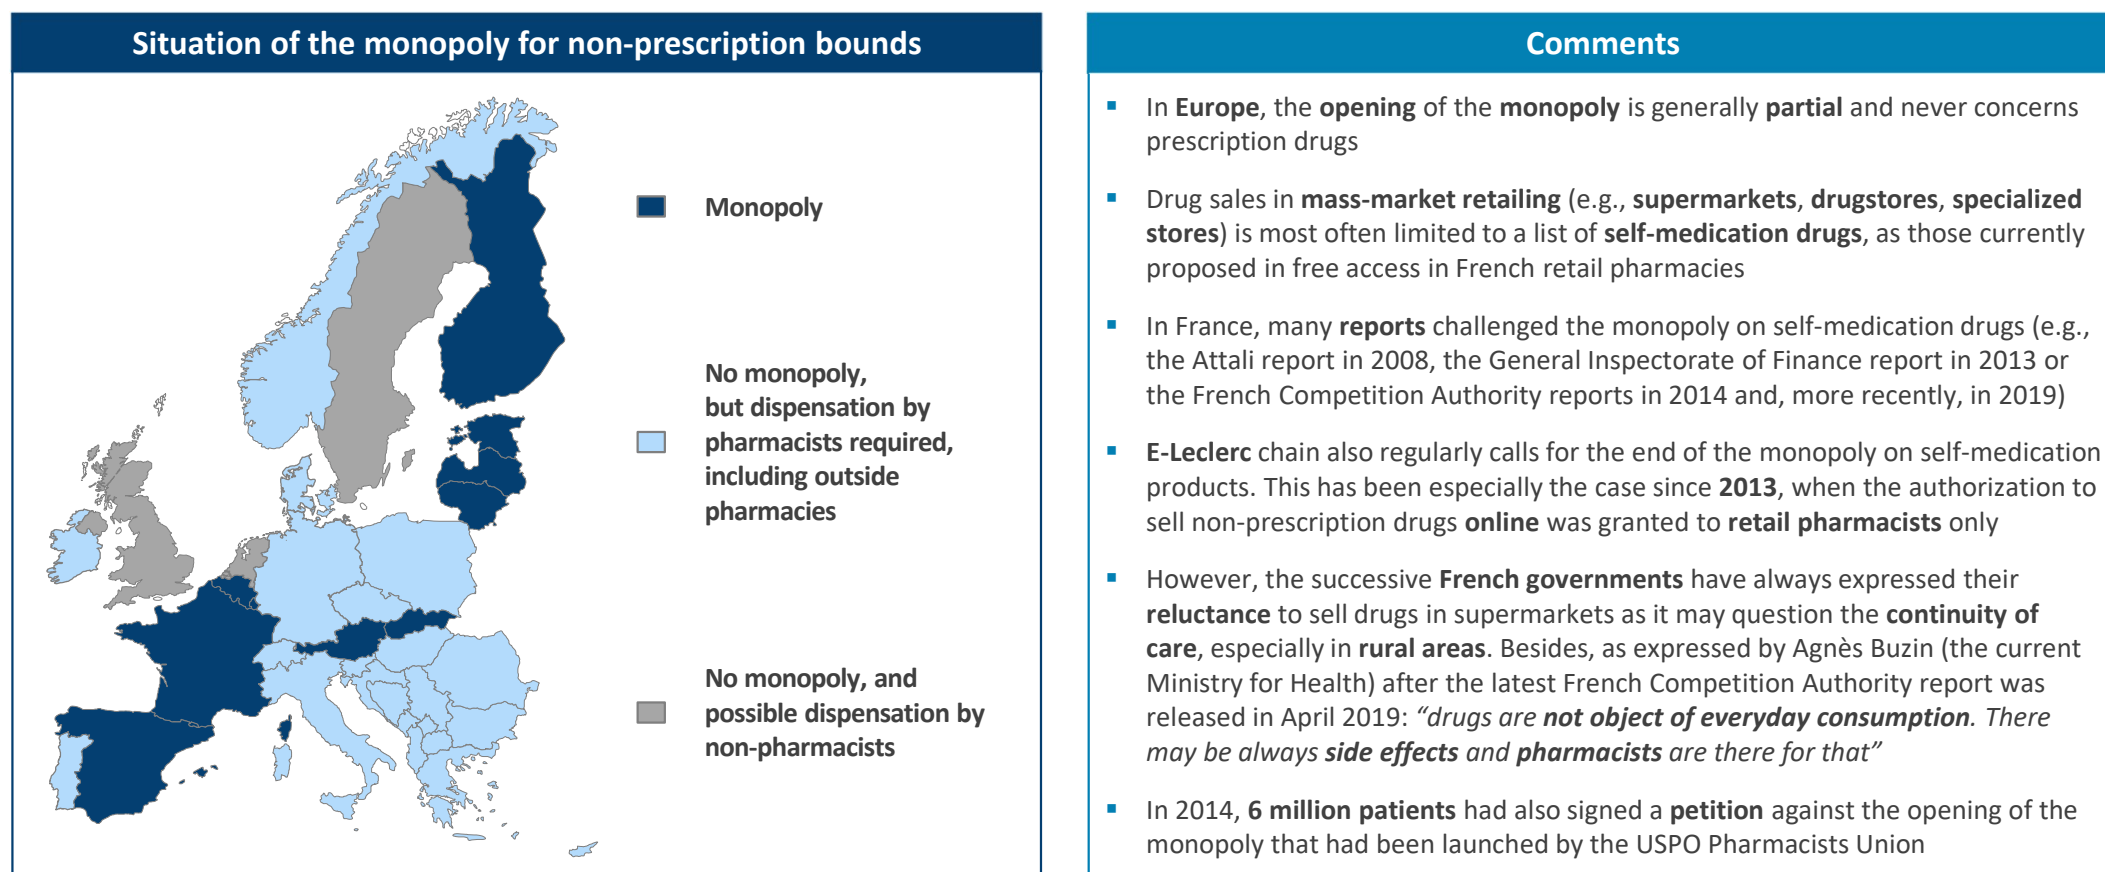 Situation of the monopoly for non-prescription bounds
Monopoly
No monopoly,
but dispensation by
pharmacists required,
including outside
pharmacies
No monopoly, and
possible dispensation by
non-pharmacists
Comments
▪ In Europe, the opening of the monopoly is generally partial and never concerns
prescription drugs
▪ Drug sales in mass-market retailing (e.g., supermarkets, drugstores, specialized
stores) is most often limited to a list of self-medication drugs, as those currently
proposed in free access in French retail pharmacies
▪ In France, many reports challenged the monopoly on self-medication drugs (e.g.,
the Attali report in 2008, the General Inspectorate of Finance report in 2013 or
the French Competition Authority reports in 2014 and, more recently, in 2019)
▪ E-Leclerc chain also regularly calls for the end of the monopoly on self-medication
products. This has been especially the case since 2013, when the authorization to
sell non-prescription drugs online was granted to retail pharmacists only
▪ However, the successive French governments have always expressed their
reluctance to sell drugs in supermarkets as it may question the continuity of
care, especially in rural areas. Besides, as expressed by Agnès Buzin (the current
Ministry for Health) after the latest French Competition Authority report was
released in April 2019: “drugs are not object of everyday consumption. There
may be always side effects and pharmacists are there for that”
▪ In 2014, 6 million patients had also signed a petition against the opening of the
monopoly that had been launched by the USPO Pharmacists Union